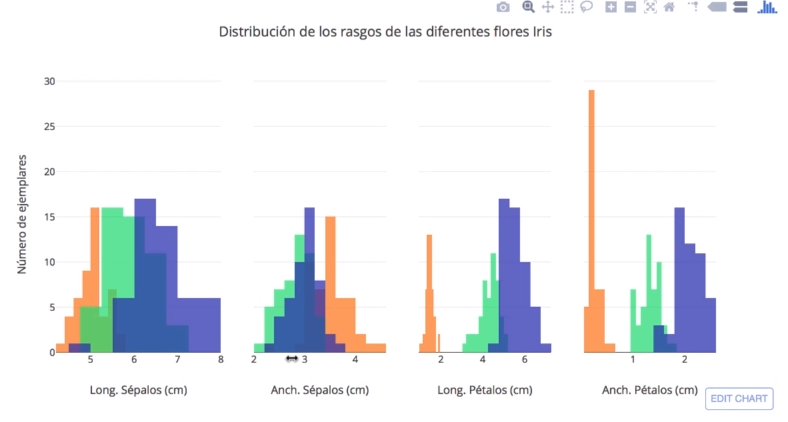 Distribución de los rasgos de las diferentes flores Iris
Número de ejemplares
30
25
20
15
10
5
0
5 6 7 8
2 3 4
2 4 6
1 2
Long. Sépalos (cm)
Anch. Sépalos (cm)
Long. Pétalos (cm)
Anch. Pétalos (cm)
EDIT CHART